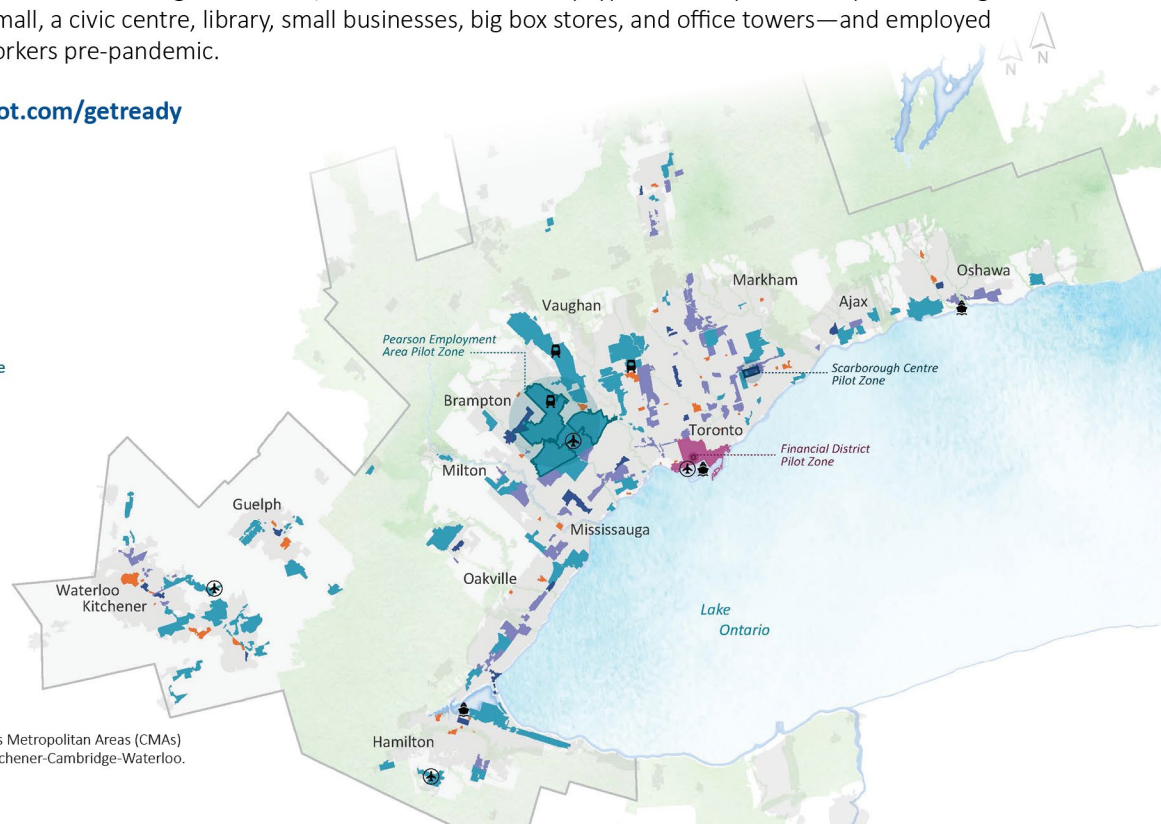 mall, a civic centre, library, small businesses, big box stores, and office towers—and employed
orkers pre-pandemic.
N
N
ot.com/getready
Oshawa
Markham
Ajax
Vaughan
Pearson Employment
Area Pilot Zone
e
Scarborough Centre
Pilot Zone
Brampton
Toronto
Financial District
Pilot Zone
Milton
Guelph
Mississauga
Oakville
Waterloo
Kitchener
Lake
Ontario
s Metropolitan Areas (CMAs)
chener-Cambridge-Waterloo.
Hamilton